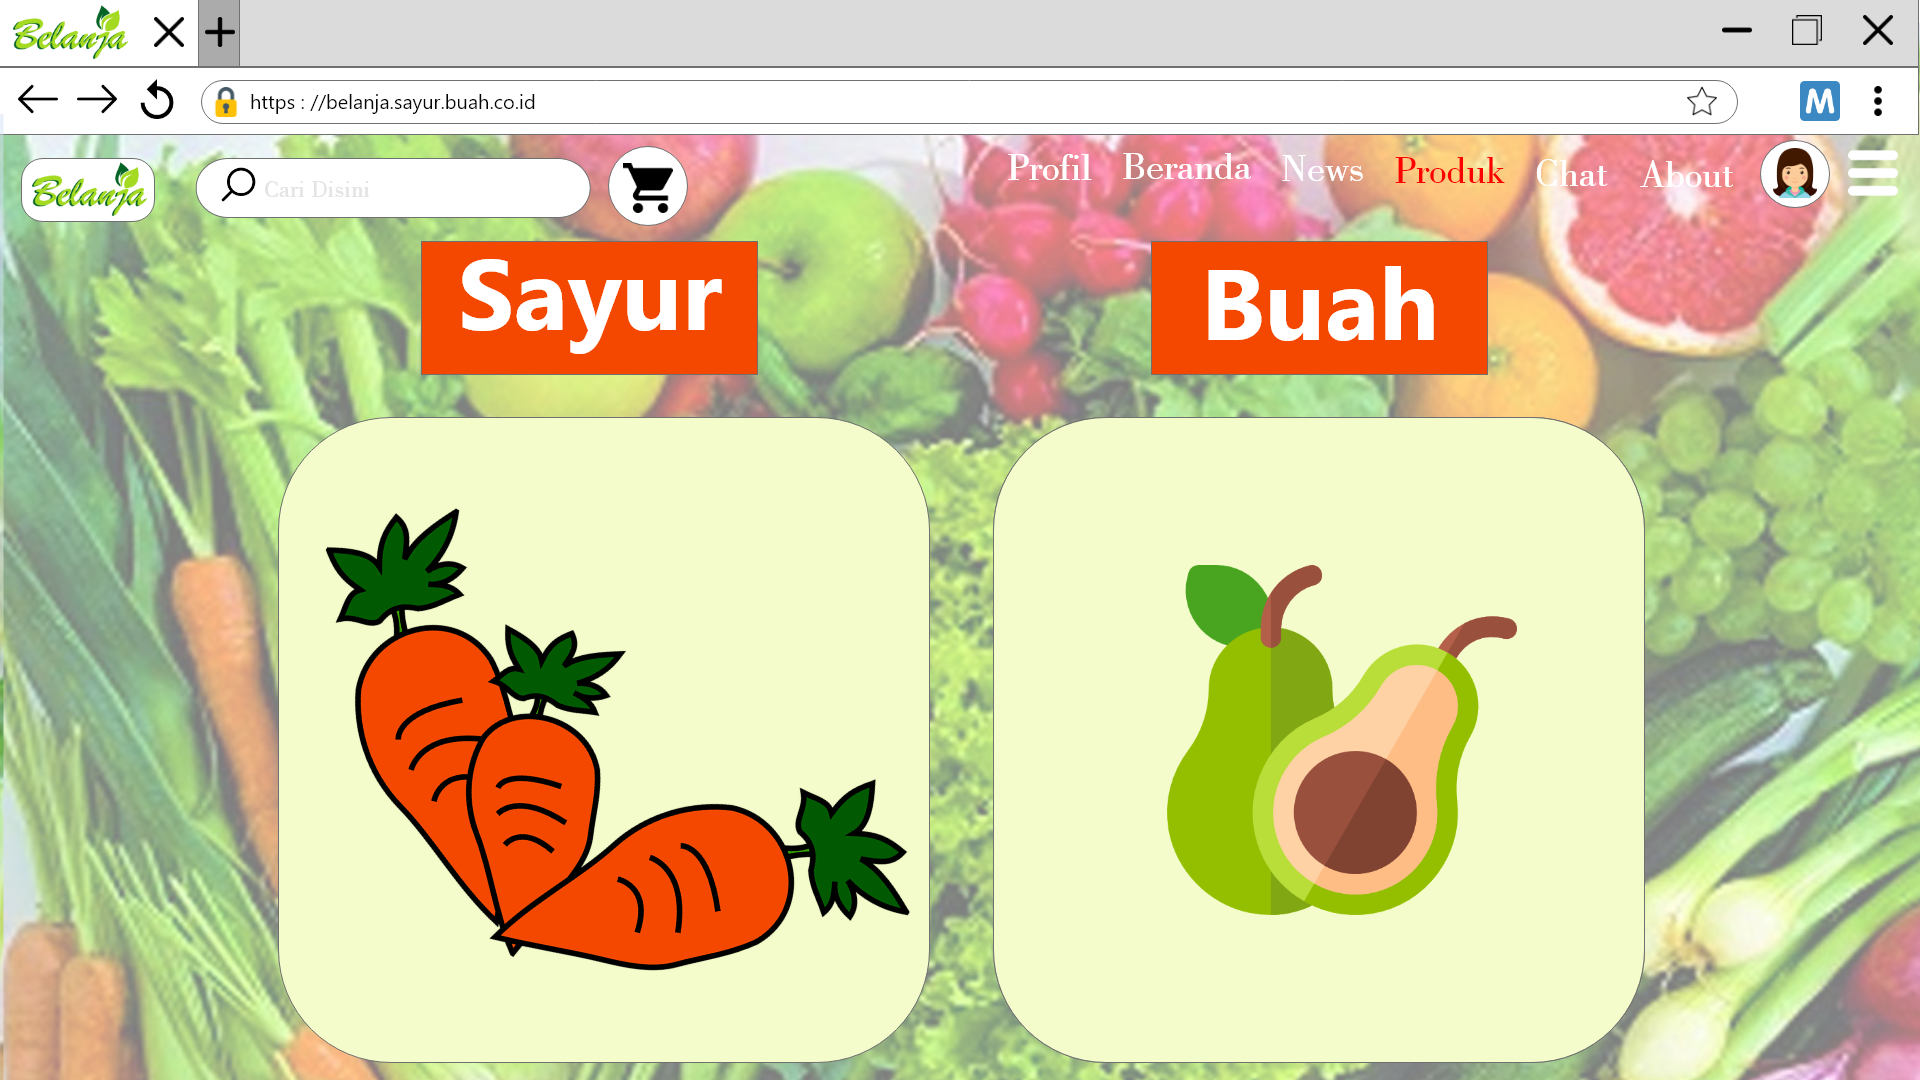 Belanja
https : //belanja.sayur.buah.co.id
M
Belanja
Cari Disini
Profil
Beranda
News
Produk
Chat
About
Sayur
Buah